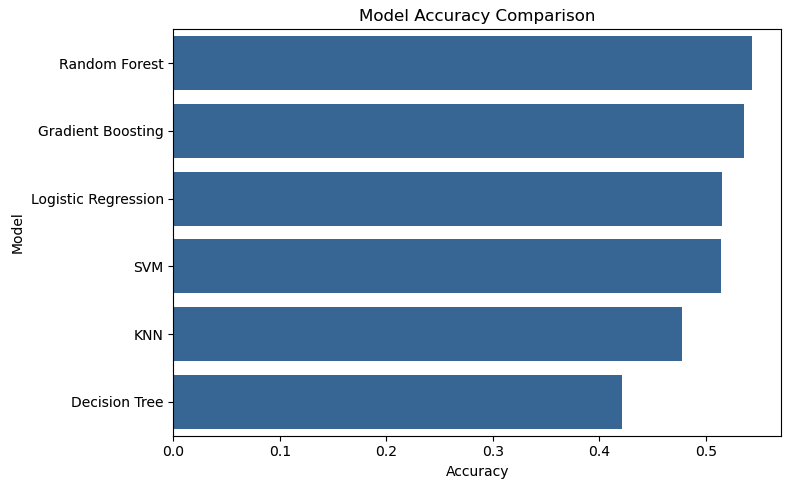 Model Accuracy Comparison
Random Forest
Gradient Boosting
Logistic Regression
SVM
KNN
Decision Tree
Model
0.0 0.1 0.2 0.3 0.4 0.5
Accuracy